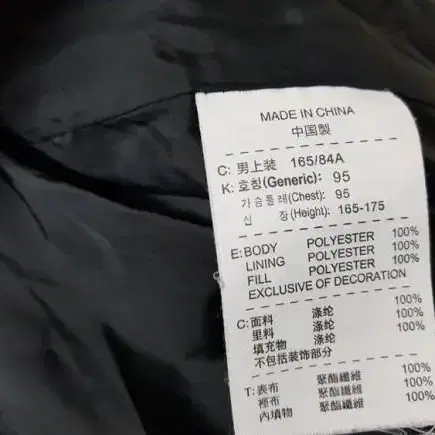 MADE IN CHINA
中国製
C: 男上装 165/84A
K: 호칭(Generic): 95
가슴둘레(Chest): 95
신 장(Height): 165-175
E: BODY POLYESTER 100%
LINING POLYESTER 100%
FILL POLYESTER 100%
EXCLUSIVE OF DECORATION
C: 面料 涤纶 100%
里料 涤纶 100%
填充物 涤纶 100%
不包括装饰部分
T: 表布 聚酯纖維 100%
裡布 聚酯纖維 100%
內填物 聚酯纖維 100%